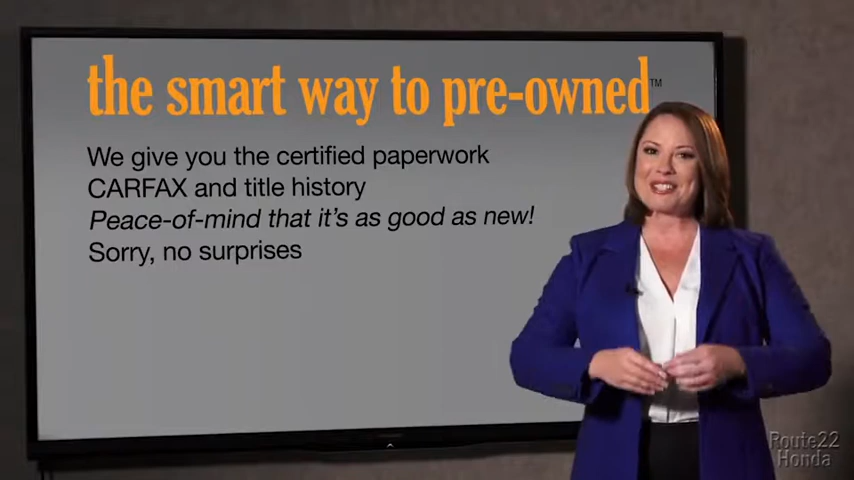 the smart way to pre-owned™
We give you the certified paperwork
CARFAX and title history
Peace-of-mind that it's as good as new!
Sorry, no surprises
Route22
Honda